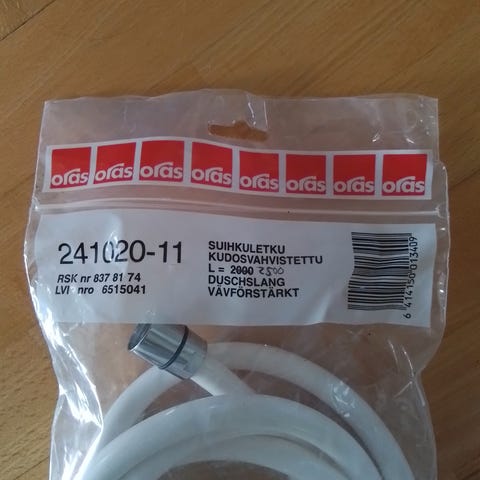 oras oras oras oras oras oras oras oras
241020-11
RSK nr 837 81 74
LVI nro 6515041
SUIHKULETKU
KUDOSVAHVISTETTU
L = 2000 2500
DUSCHSLANG
VÄVFÖRSTÄRKT
6 414150 013409